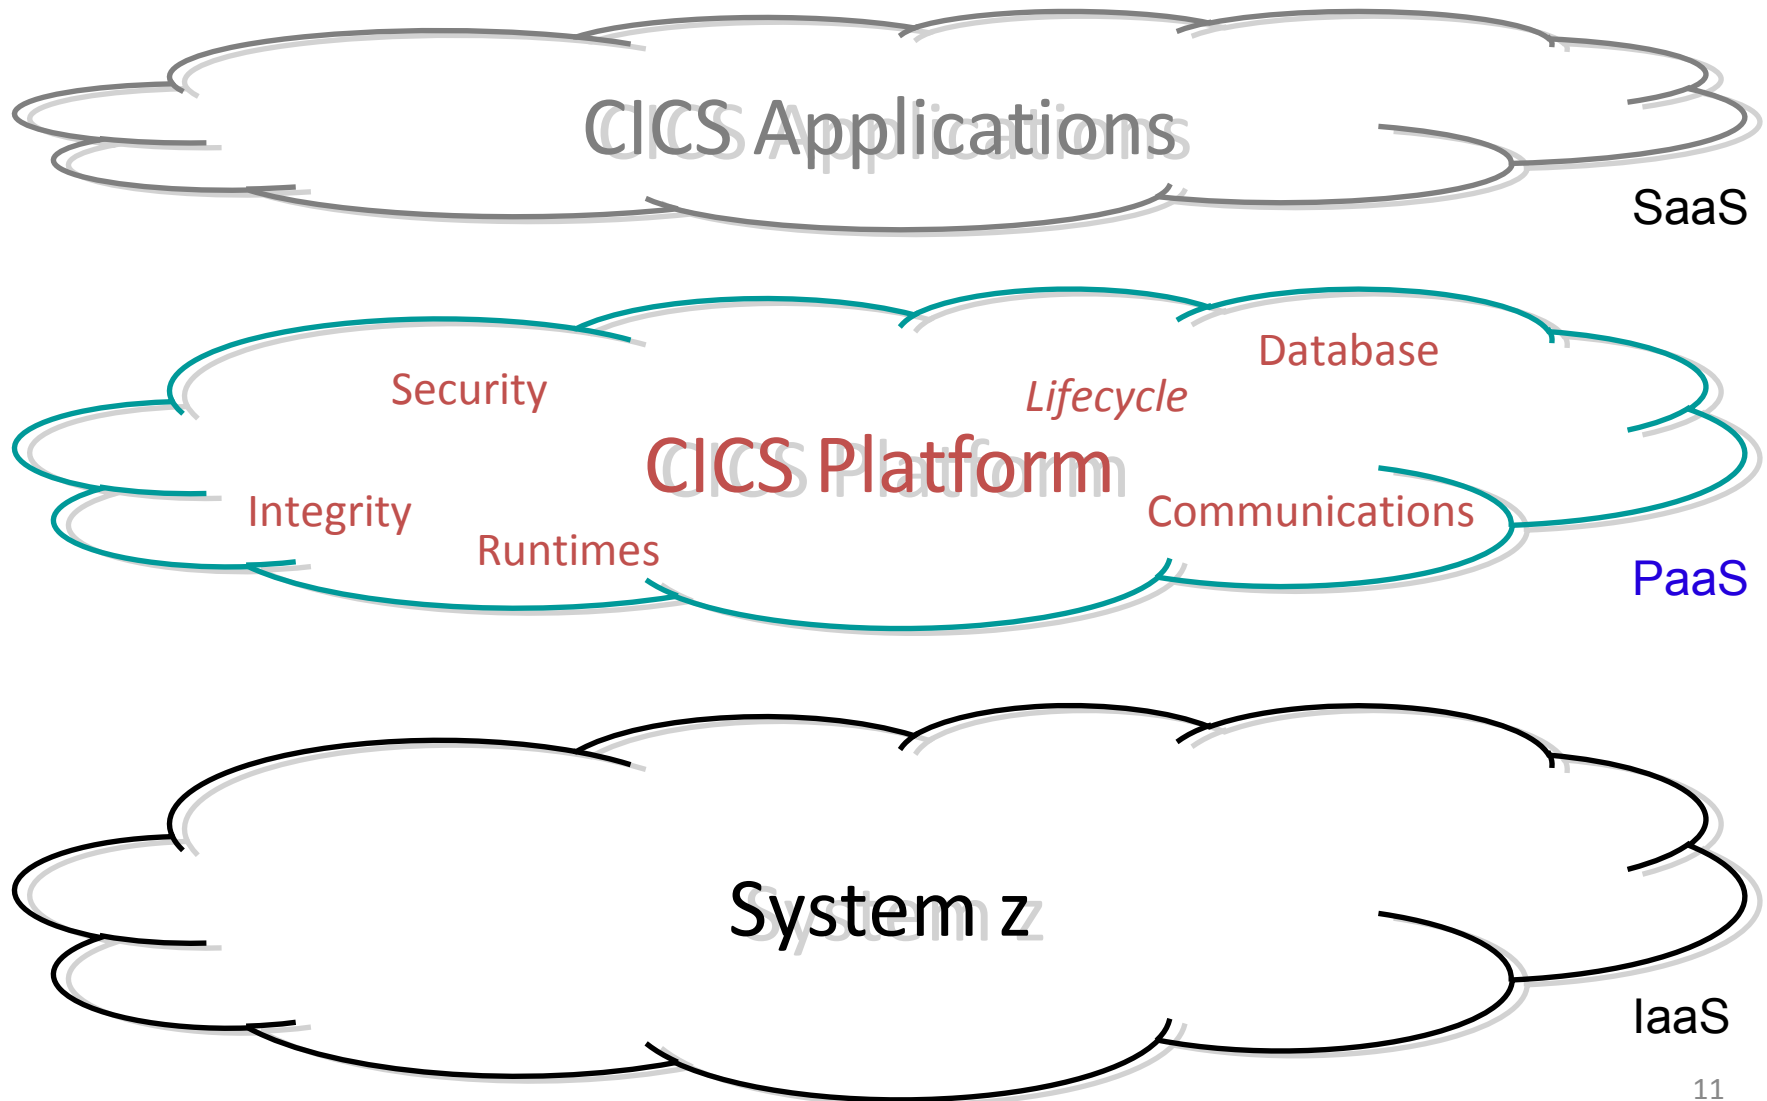 CICS Applications
SaaS
Database
Security
Lifecycle
CICS Platform
Integrity
Communications
Runtimes
PaaS
System z
IaaS
11